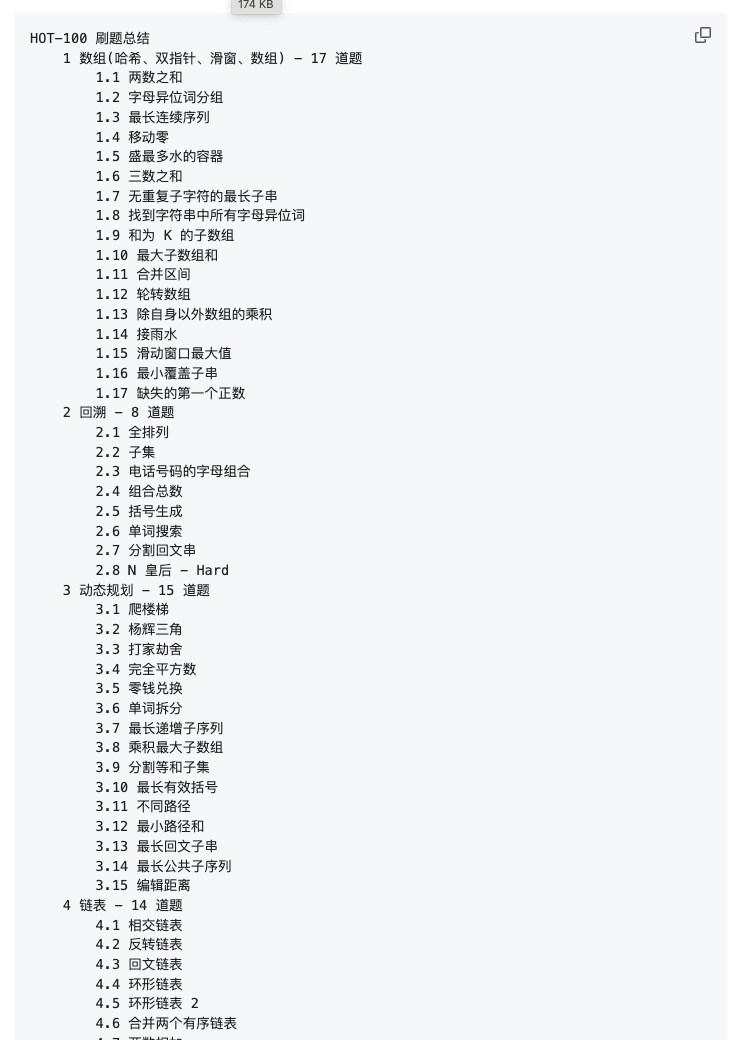 174 KB
HOT-100 刷题总结
1 数组(哈希、双指针、滑窗、数组) - 17 道题
1.1 两数之和
1.2 字母异位词分组
1.3 最长连续序列
1.4 移动零
1.5 盛最多水的容器
1.6 三数之和
1.7 无重复子字符的最长子串
1.8 找到字符串中所有字母异位词
1.9 和为 K 的子数组
1.10 最大子数组和
1.11 合并区间
1.12 轮转数组
1.13 除自身以外数组的乘积
1.14 接雨水
1.15 滑动窗口最大值
1.16 最小覆盖子串
1.17 缺失的第一个正数
2 回溯 - 8 道题
2.1 全排列
2.2 子集
2.3 电话号码的字母组合
2.4 组合总数
2.5 括号生成
2.6 单词搜索
2.7 分割回文串
2.8 N 皇后 - Hard
3 动态规划 - 15 道题
3.1 爬楼梯
3.2 杨辉三角
3.3 打家劫舍
3.4 完全平方数
3.5 零钱兑换
3.6 单词拆分
3.7 最长递增子序列
3.8 乘积最大子数组
3.9 分割等和子集
3.10 最长有效括号
3.11 不同路径
3.12 最小路径和
3.13 最长回文子串
3.14 最长公共子序列
3.15 编辑距离
4 链表 - 14 道题
4.1 相交链表
4.2 反转链表
4.3 回文链表
4.4 环形链表
4.5 环形链表 2
4.6 合并两个有序链表